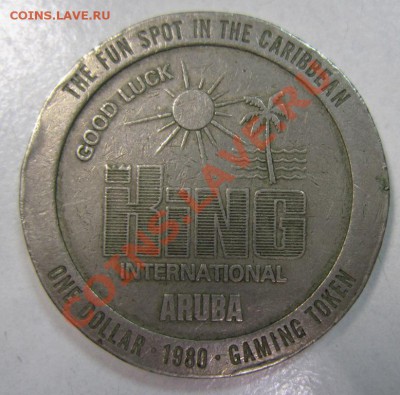 COINS.LAVE.RU
THE FUN SPOT IN THE CARIBBEAN
GOOD LUCK
THE
KING
INTERNATIONAL
ARUBA
ONE DOLLAR · 1980 · GAMING TOKEN
COINS.LAVE.RU